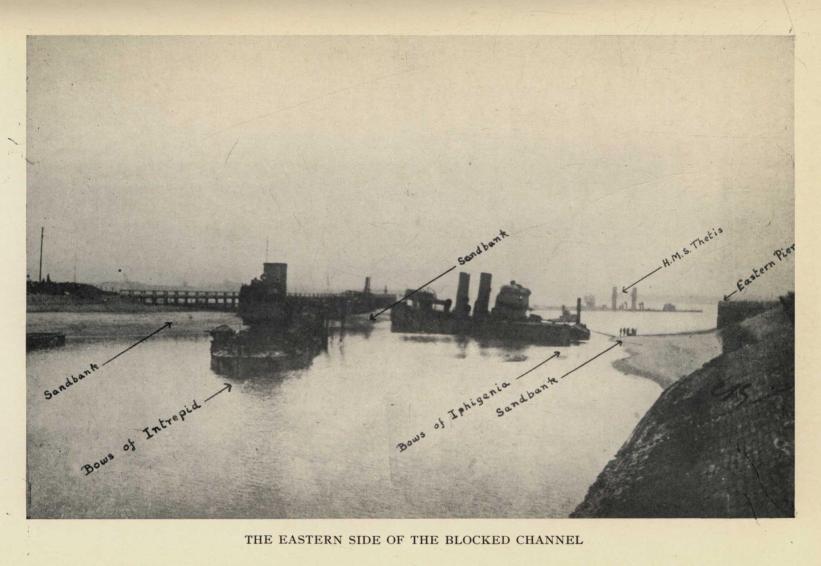 Sandbank
H.M.S. Thetis
Eastern Pier
Sandbank
Bows of Intrepid
Bows of Iphigenia
Sandbank
THE EASTERN SIDE OF THE BLOCKED CHANNEL